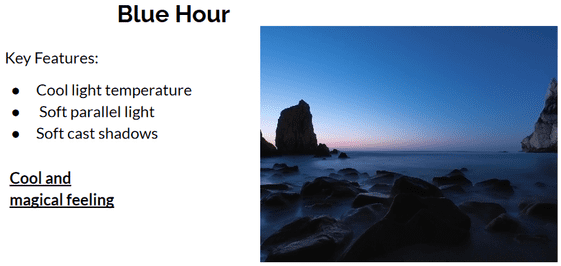 Blue Hour
Key Features:
● Cool light temperature
● Soft parallel light
● Soft cast shadows
Cool and
magical feeling